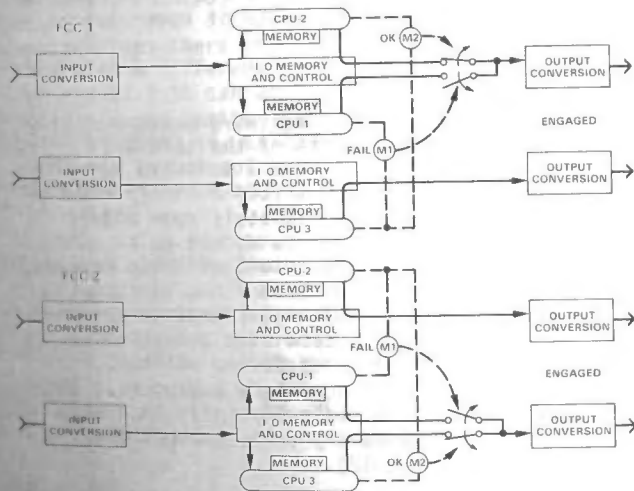 FCC 1
CPU-2
MEMORY
OK
M2
INPUT
CONVERSION
I O MEMORY
AND CONTROL
OUTPUT
CONVERSION
MEMORY
CPU 1
ENGAGED
FAIL
M1
INPUT
CONVERSION
I O MEMORY
AND CONTROL
OUTPUT
CONVERSION
MEMORY
CPU 3
FCC 2
CPU-2
MEMORY
INPUT
CONVERSION
I O MEMORY
AND CONTROL
OUTPUT
CONVERSION
FAIL
M1
ENGAGED
CPU-1
MEMORY
INPUT
CONVERSION
I O MEMORY
AND CONTROL
OUTPUT
CONVERSION
MEMORY
OK
M2
CPU 3